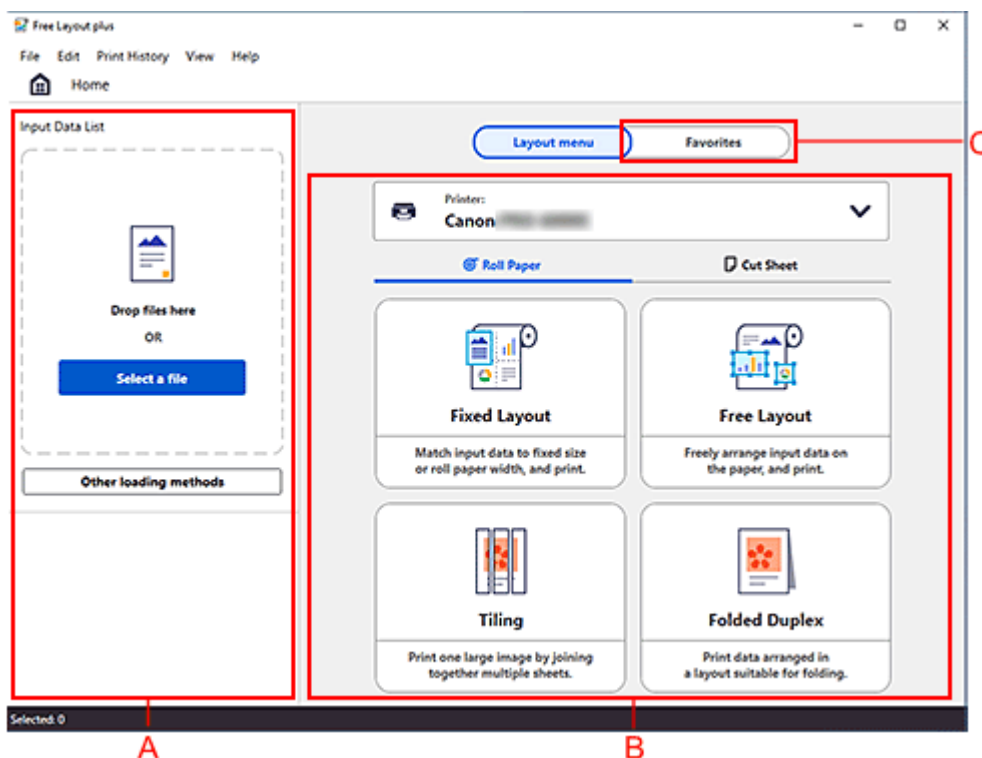 Free Layout plus
File Edit Print History View Help
Home
Input Data List
Drop files here
OR
Select a file
Other loading methods
Layout menu
Favorites
C
Printer:
Canon
Roll Paper
Cut Sheet
Fixed Layout
Match input data to fixed size
or roll paper width, and print.
Free Layout
Freely arrange input data on
the paper, and print.
Tiling
Print one large image by joining
together multiple sheets.
Folded Duplex
Print data arranged in
a layout suitable for folding.
Selected: 0
A
B